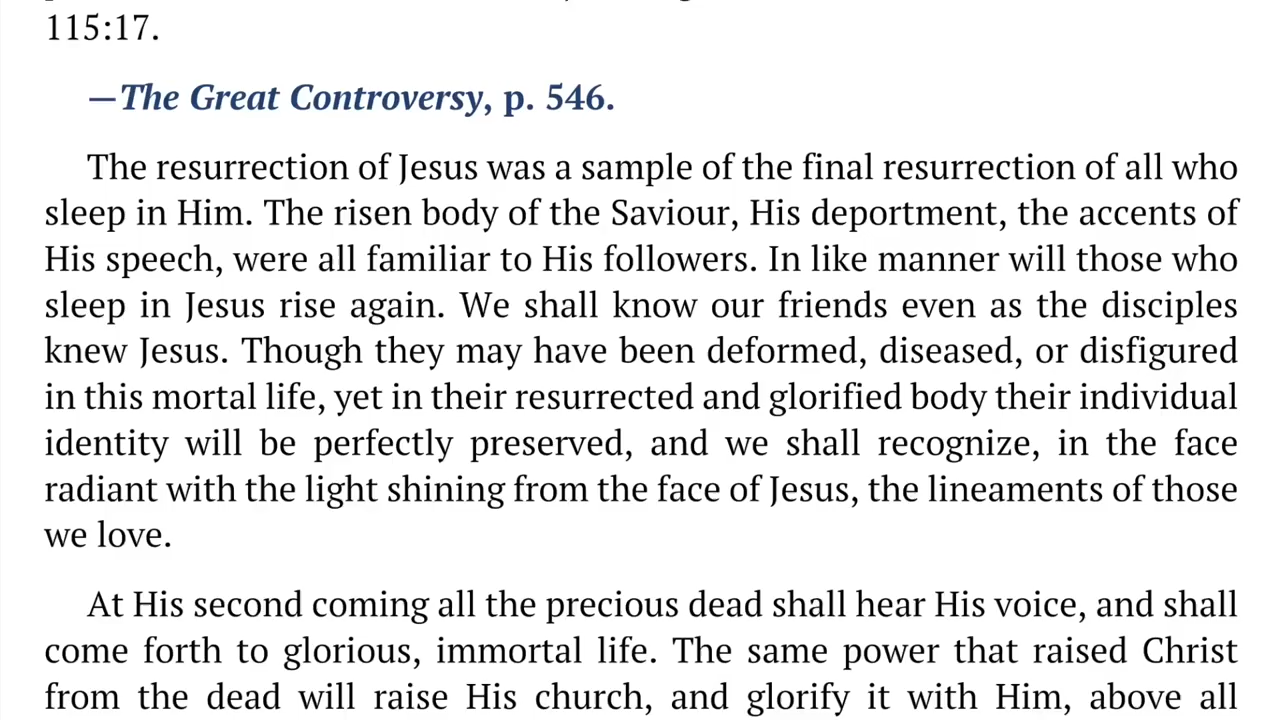 115:17.
—The Great Controversy, p. 546.
The resurrection of Jesus was a sample of the final resurrection of all who
sleep in Him. The risen body of the Saviour, His deportment, the accents of
His speech, were all familiar to His followers. In like manner will those who
sleep in Jesus rise again. We shall know our friends even as the disciples
knew Jesus. Though they may have been deformed, diseased, or disfigured
in this mortal life, yet in their resurrected and glorified body their individual
identity will be perfectly preserved, and we shall recognize, in the face
radiant with the light shining from the face of Jesus, the lineaments of those
we love.
At His second coming all the precious dead shall hear His voice, and shall
come forth to glorious, immortal life. The same power that raised Christ
from the dead will raise His church, and glorify it with Him, above all